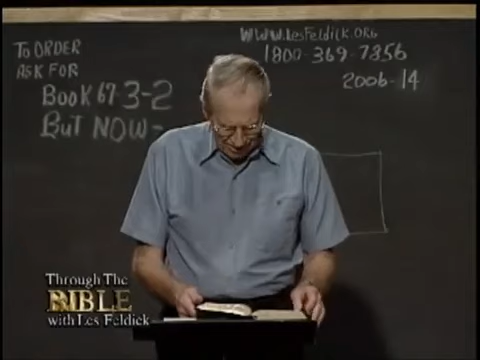 TO ORDER
ASK FOR
BOOK 67-3-2
BUT NOW-
WWW.LESFELDICK.ORG
1800-369-7856
2006-14
Through The
BIBLE
with Les Feldick